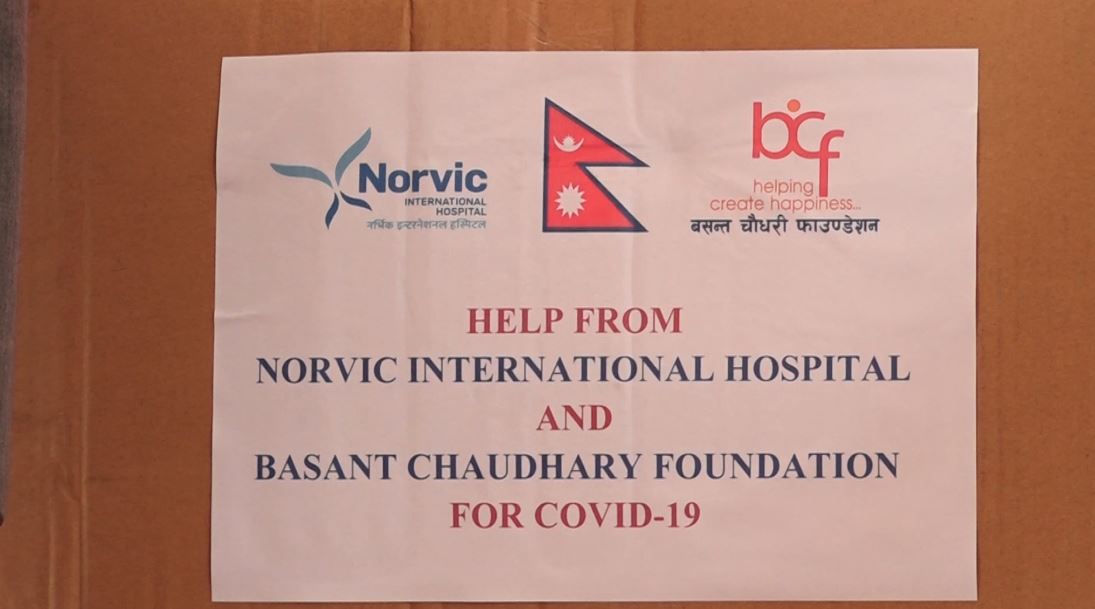 Norvic
INTERNATIONAL
HOSPITAL
नर्भिक इन्टरनेशनल हस्पिटल
bcf
helping
create happiness...
बसन्त चौधरी फाउण्डेशन
HELP FROM
NORVIC INTERNATIONAL HOSPITAL
AND
BASANT CHAUDHARY FOUNDATION
FOR COVID-19